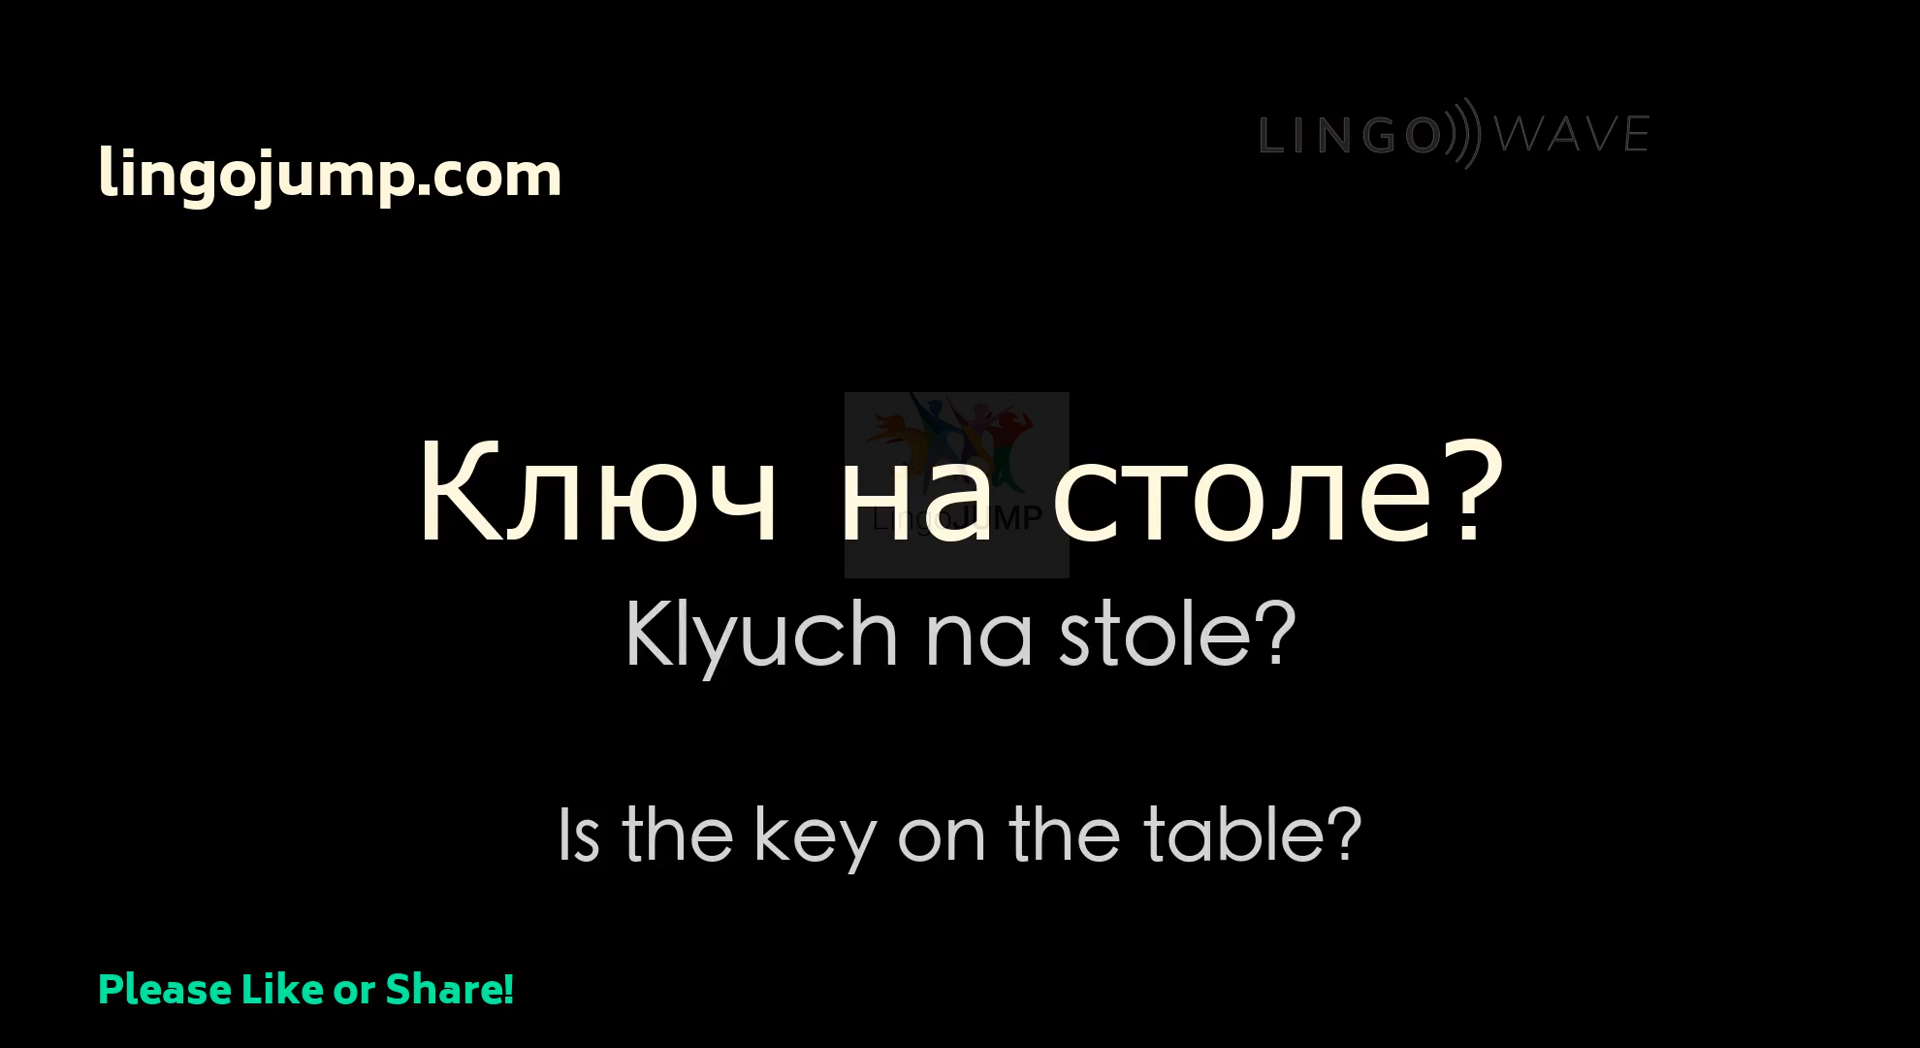 lingojump.com
LINGO WAVE
Ключ на столе?
LingoJUMP
Klyuch na stole?
Is the key on the table?
Please Like or Share!